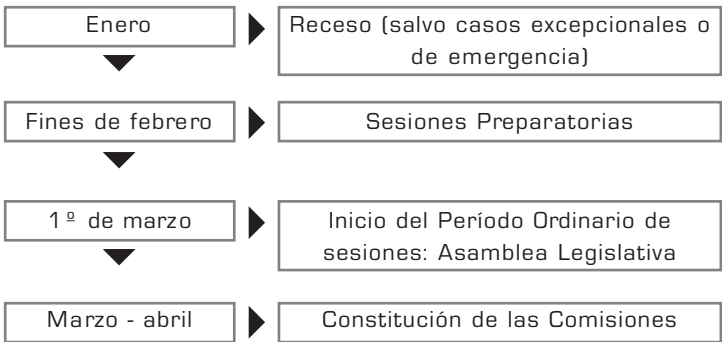 Enero
Receso (salvo casos excepcionales o
de emergencia)
Fines de febrero
Sesiones Preparatorias
1º de marzo
Inicio del Período Ordinario de
sesiones: Asamblea Legislativa
Marzo - abril
Constitución de las Comisiones